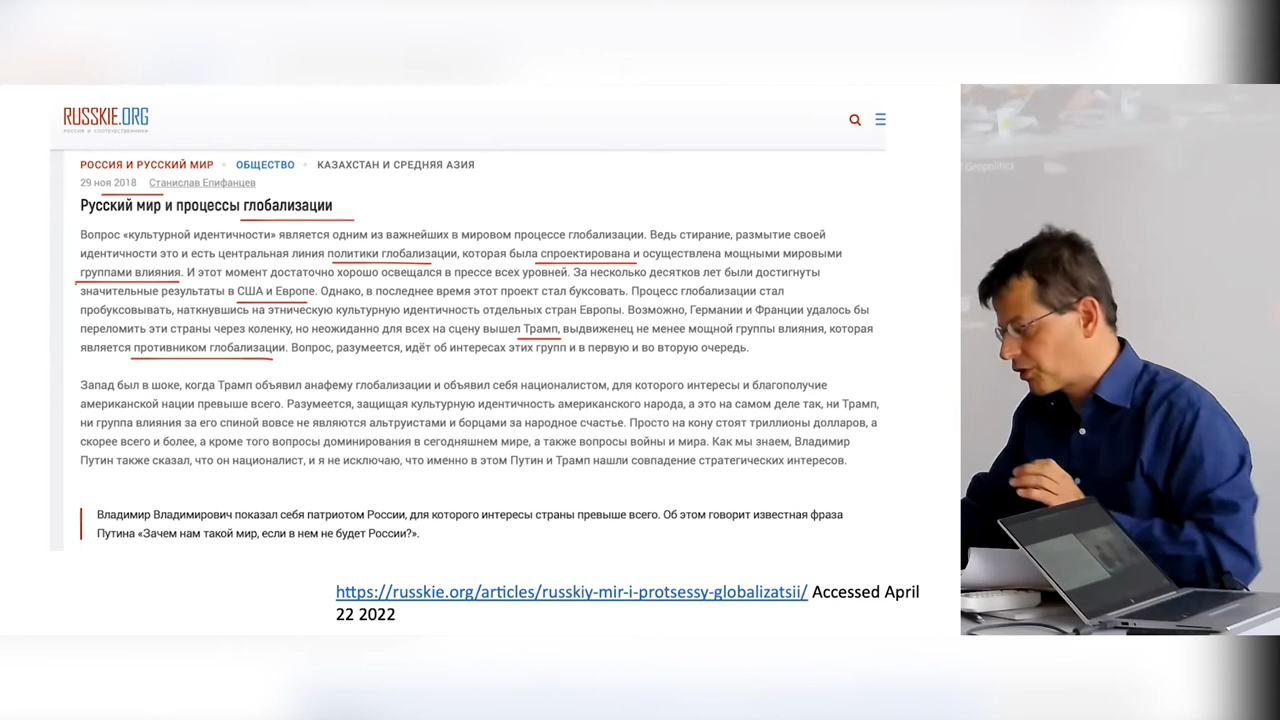 RUSSKIE.ORG
РОССИЯ И СООТЕЧЕСТВЕННИКИ
РОССИЯ И РУССКИЙ МИР • ОБЩЕСТВО • КАЗАХСТАН И СРЕДНЯЯ АЗИЯ
29 ноя 2018 Станислав Епифанцев
Русский мир и процессы глобализации
Вопрос «культурной идентичности» является одним из важнейших в мировом процессе глобализации. Ведь стирание, размытие своей
идентичности это и есть центральная линия политики глобализации, которая была спроектирована и осуществлена мощными мировыми
группами влияния. И этот момент достаточно хорошо освещался в прессе всех уровней. За несколько десятков лет были достигнуты
значительные результаты в США и Европе. Однако, в последнее время этот проект стал буксовать. Процесс глобализации стал
пробуксовывать, наткнувшись на этническую культурную идентичность отдельных стран Европы. Возможно, Германии и Франции удалось бы
переломить эти страны через коленку, но неожиданно для всех на сцену вышел Трамп, выдвиженец не менее мощной группы влияния, которая
является противником глобализации. Вопрос, разумеется, идёт об интересах этих групп и в первую и во вторую очередь.
Запад был в шоке, когда Трамп объявил анафему глобализации и объявил себя националистом, для которого интересы и благополучие
американской нации превыше всего. Разумеется, защищая культурную идентичность американского народа, а это на самом деле так, ни Трамп,
ни группа влияния за его спиной вовсе не являются альтруистами и борцами за народное счастье. Просто на кону стоят триллионы долларов, а
скорее всего и более, а кроме того вопросы доминирования в сегодняшнем мире, а также вопросы войны и мира. Как мы знаем, Владимир
Путин также сказал, что он националист, и я не исключаю, что именно в этом Путин и Трамп нашли совпадение стратегических интересов.
Владимир Владимирович показал себя патриотом России, для которого интересы страны превыше всего. Об этом говорит известная фраза
Путина «Зачем нам такой мир, если в нем не будет России?».
https://russkie.org/articles/russkiy-mir-i-protsessy-globalizatsii/ Accessed April
22 2022
Geopolitics